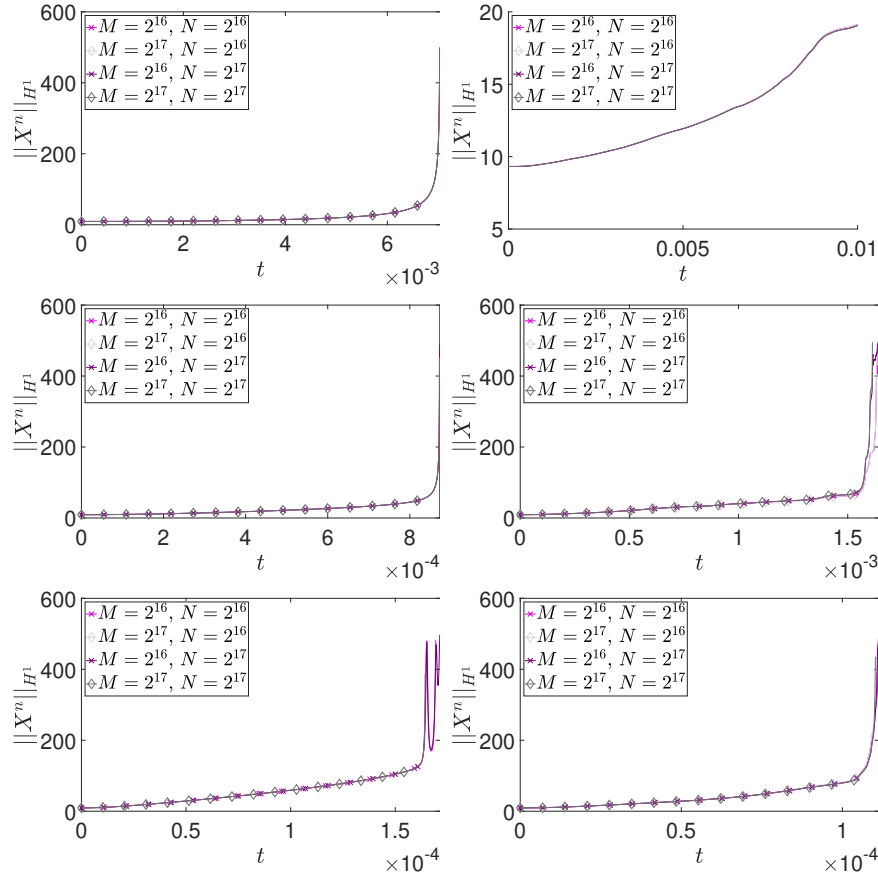 600
400
200
0
||X^n||_{H^1}
M = 2^{16}, N = 2^{16}
M = 2^{17}, N = 2^{16}
M = 2^{16}, N = 2^{17}
M = 2^{17}, N = 2^{17}
0 2 4 6
t
×10^{-3}
20
15
10
5
||X^n||_{H^1}
M = 2^{16}, N = 2^{16}
M = 2^{17}, N = 2^{16}
M = 2^{16}, N = 2^{17}
M = 2^{17}, N = 2^{17}
0 0.005 0.01
t
600
400
200
0
||X^n||_{H^1}
M = 2^{16}, N = 2^{16}
M = 2^{17}, N = 2^{16}
M = 2^{16}, N = 2^{17}
M = 2^{17}, N = 2^{17}
0 2 4 6 8
t
×10^{-4}
600
400
200
0
||X^n||_{H^1}
M = 2^{16}, N = 2^{16}
M = 2^{17}, N = 2^{16}
M = 2^{16}, N = 2^{17}
M = 2^{17}, N = 2^{17}
0 0.5 1 1.5
t
×10^{-3}
600
400
200
0
||X^n||_{H^1}
M = 2^{16}, N = 2^{16}
M = 2^{17}, N = 2^{16}
M = 2^{16}, N = 2^{17}
M = 2^{17}, N = 2^{17}
0 0.5 1 1.5
t
×10^{-4}
600
400
200
0
||X^n||_{H^1}
M = 2^{16}, N = 2^{16}
M = 2^{17}, N = 2^{16}
M = 2^{16}, N = 2^{17}
M = 2^{17}, N = 2^{17}
0 0.5 1
t
×10^{-4}